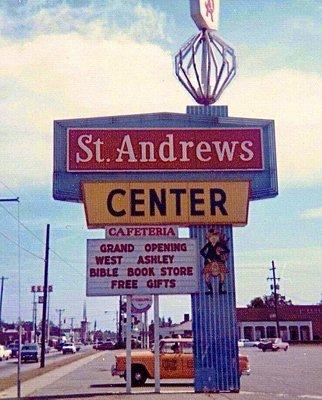 St. Andrews
CENTER
CAFETERIA
GRAND OPENING
WEST ASHLEY
BIBLE BOOK STORE
FREE GIFTS